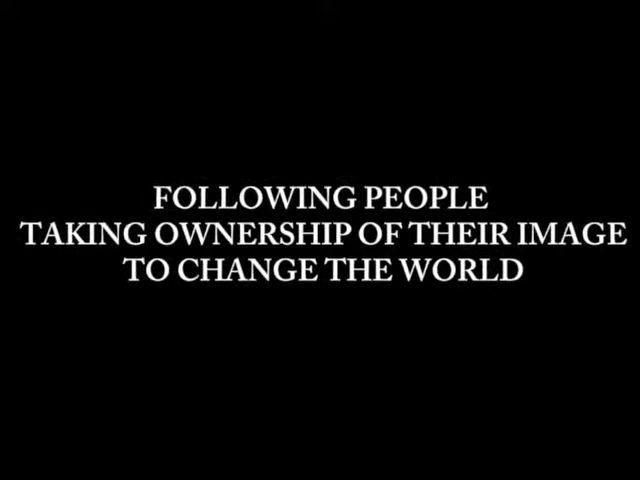 FOLLOWING PEOPLE
TAKING OWNERSHIP OF THEIR IMAGE
TO CHANGE THE WORLD